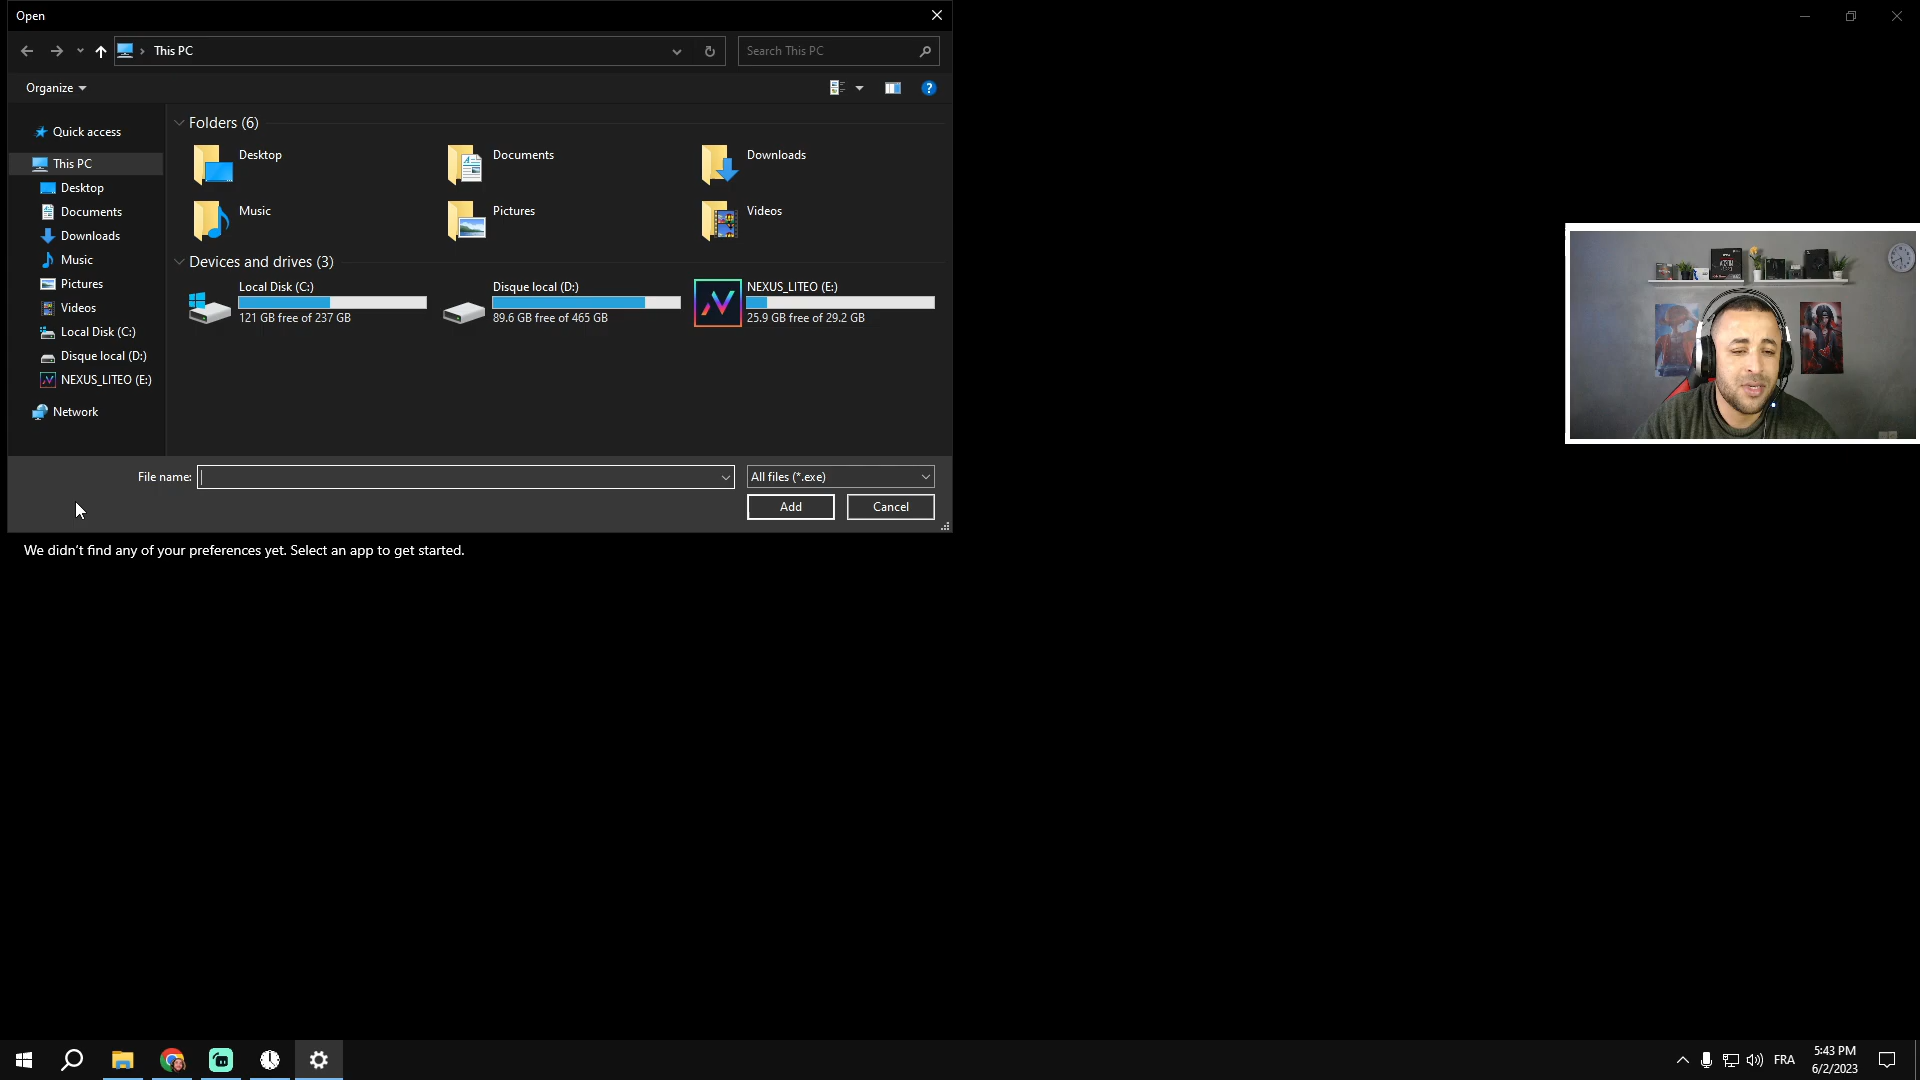 Open
This PC
Search This PC
Organize
Quick access
This PC
Desktop
Documents
Downloads
Music
Pictures
Videos
Local Disk (C:)
Disque local (D:)
NEXUS_LITEO (E:)
Network
Folders (6)
Desktop
Documents
Downloads
Music
Pictures
Videos
Devices and drives (3)
Local Disk (C:)
121 GB free of 237 GB
Disque local (D:)
89.6 GB free of 465 GB
NEXUS_LITEO (E:)
25.9 GB free of 29.2 GB
File name:
All files (*.exe)
Add
Cancel
We didn't find any of your preferences yet. Select an app to get started.
FRA
5:43 PM
6/2/2023